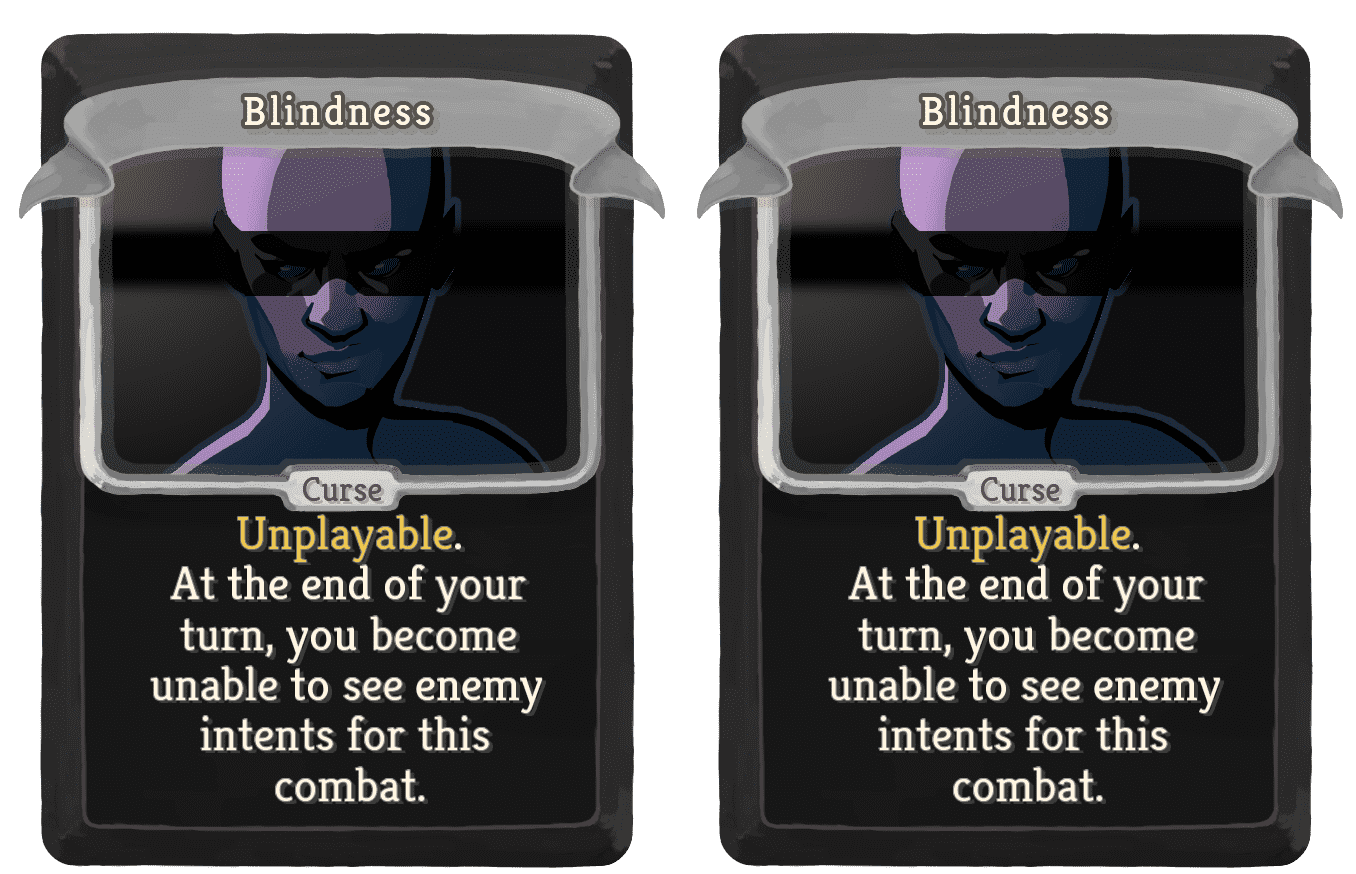 Blindness
Curse
Unplayable.
At the end of your
turn, you become
unable to see enemy
intents for this
combat.
Blindness
Curse
Unplayable.
At the end of your
turn, you become
unable to see enemy
intents for this
combat.